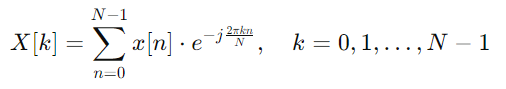 X[k] = \sum_{n=0}^{N-1} x[n] \cdot e^{-j\frac{2\pi kn}{N}}, \quad k = 0, 1, \ldots, N-1